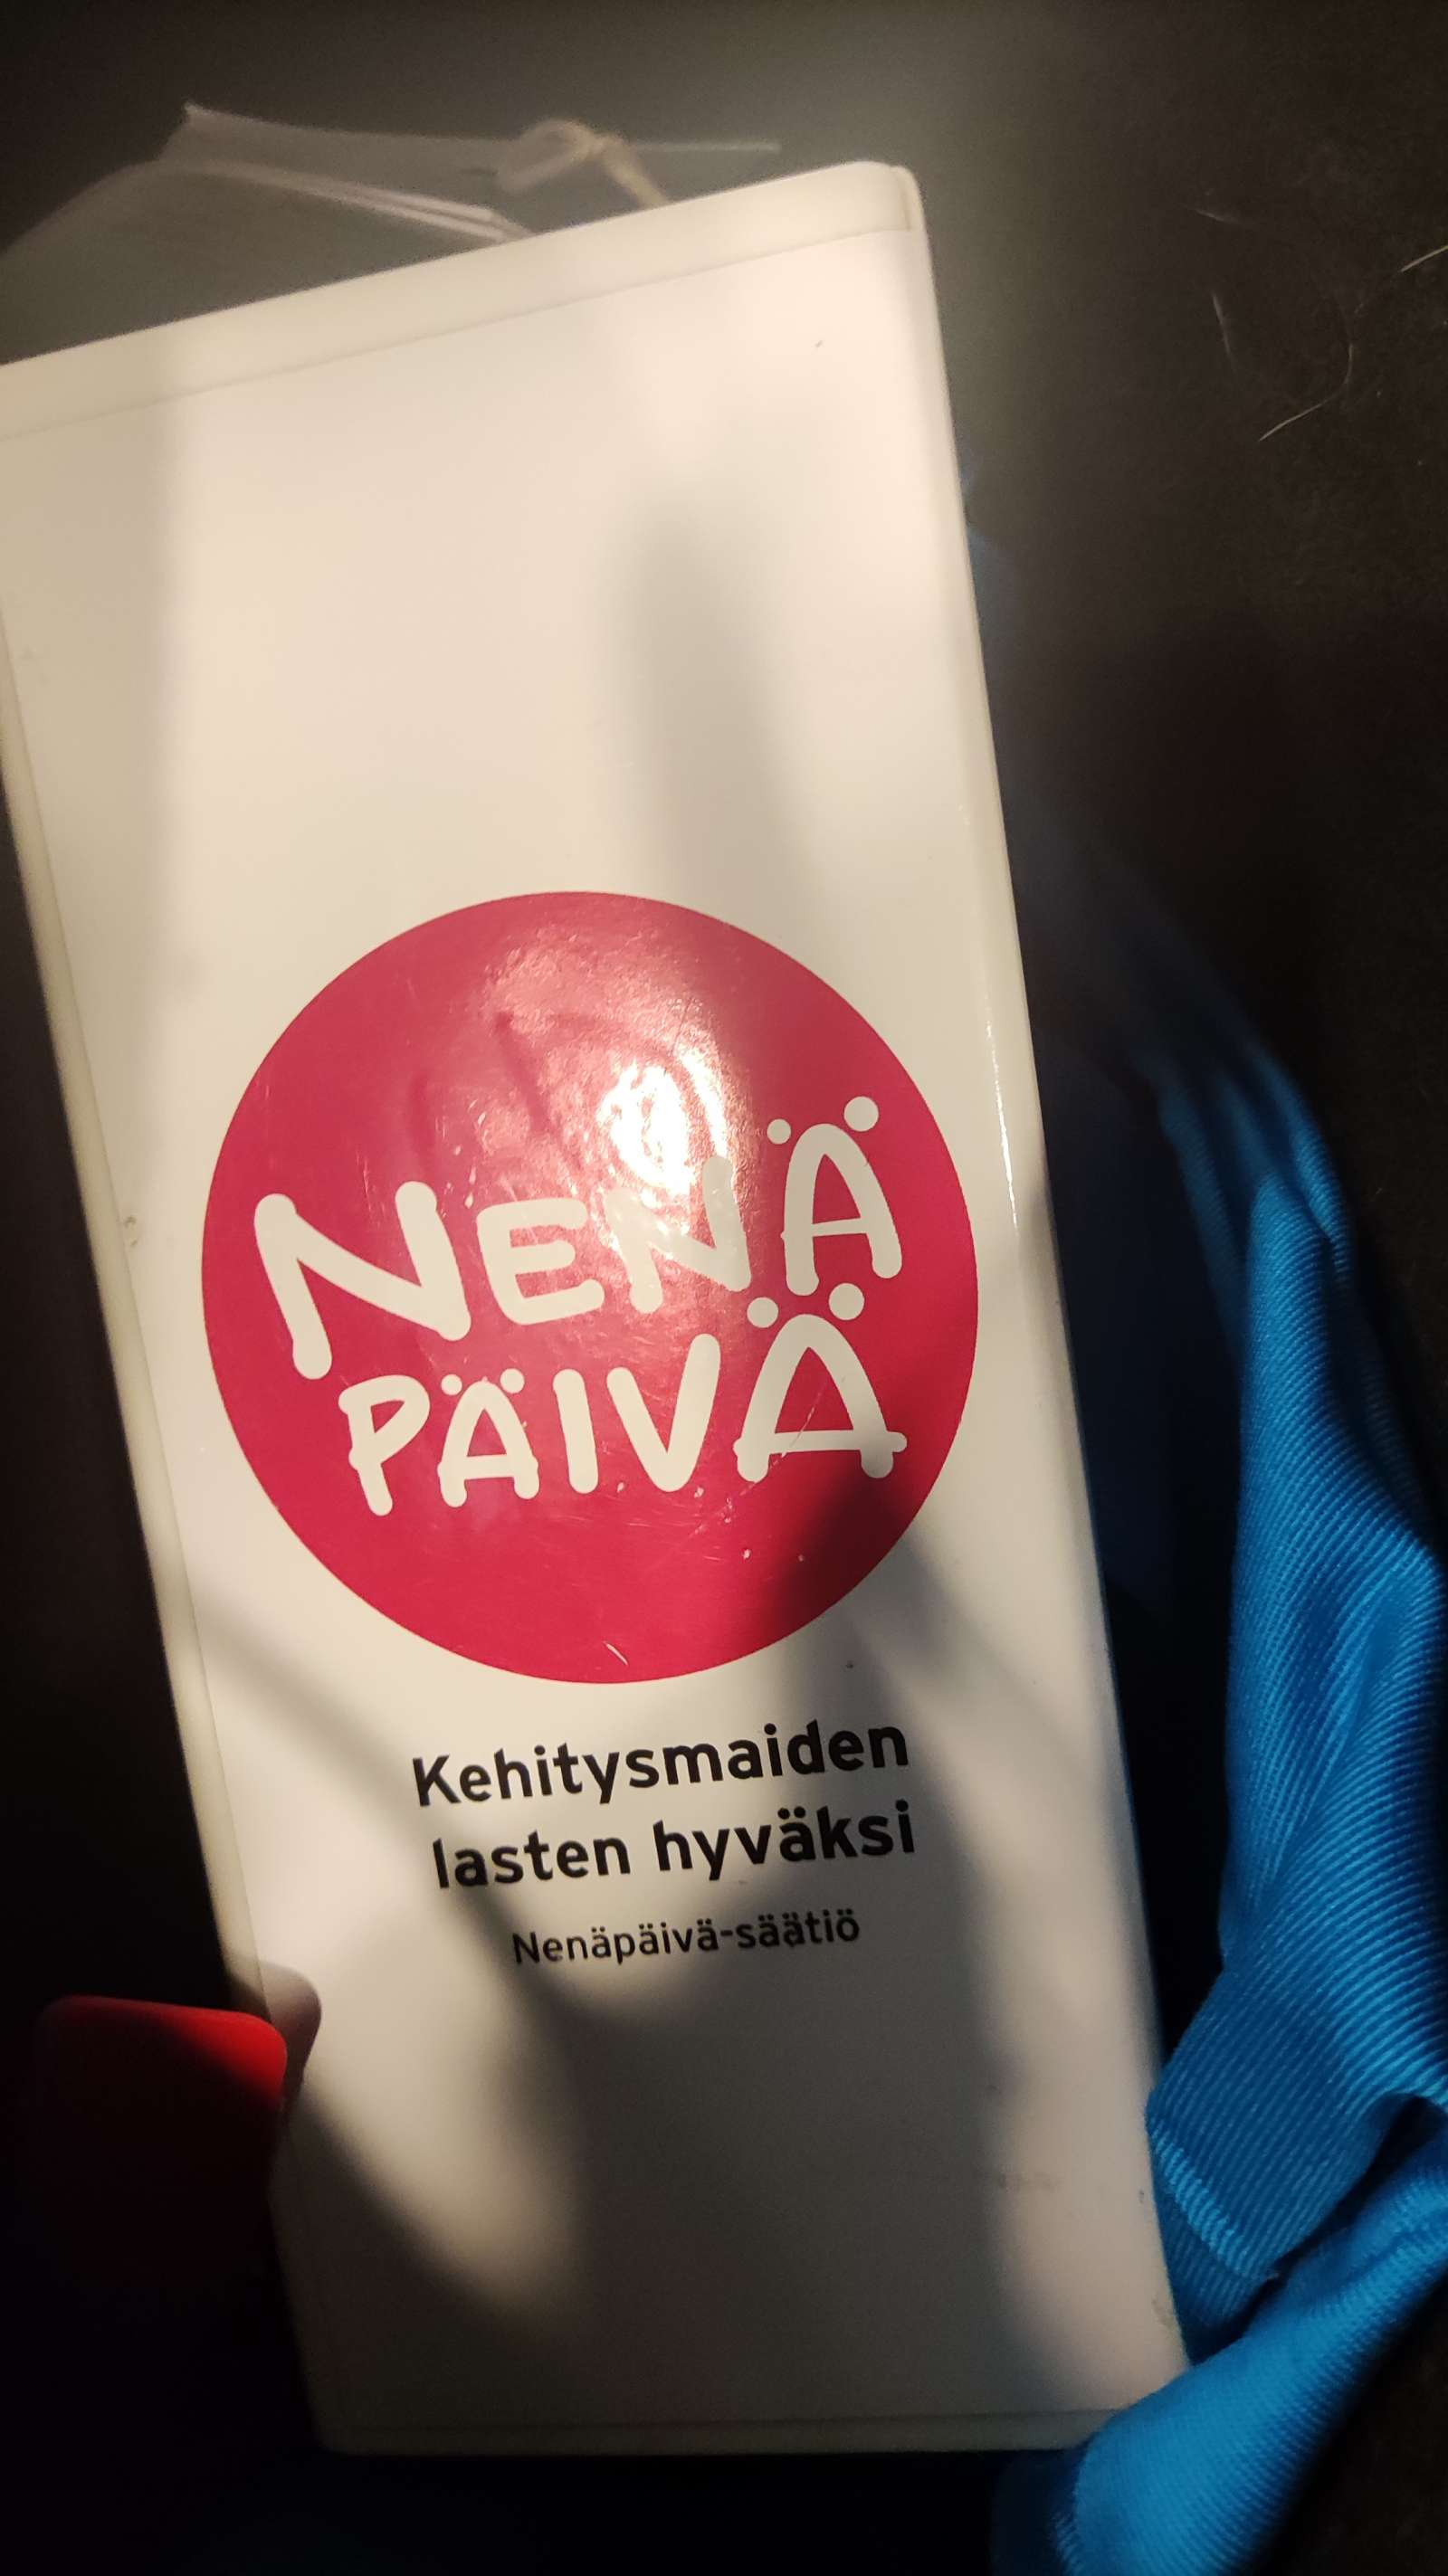 NENÄ
PÄIVÄ
Kehitysmaiden
lasten hyväksi
Nenäpäivä-säätiö